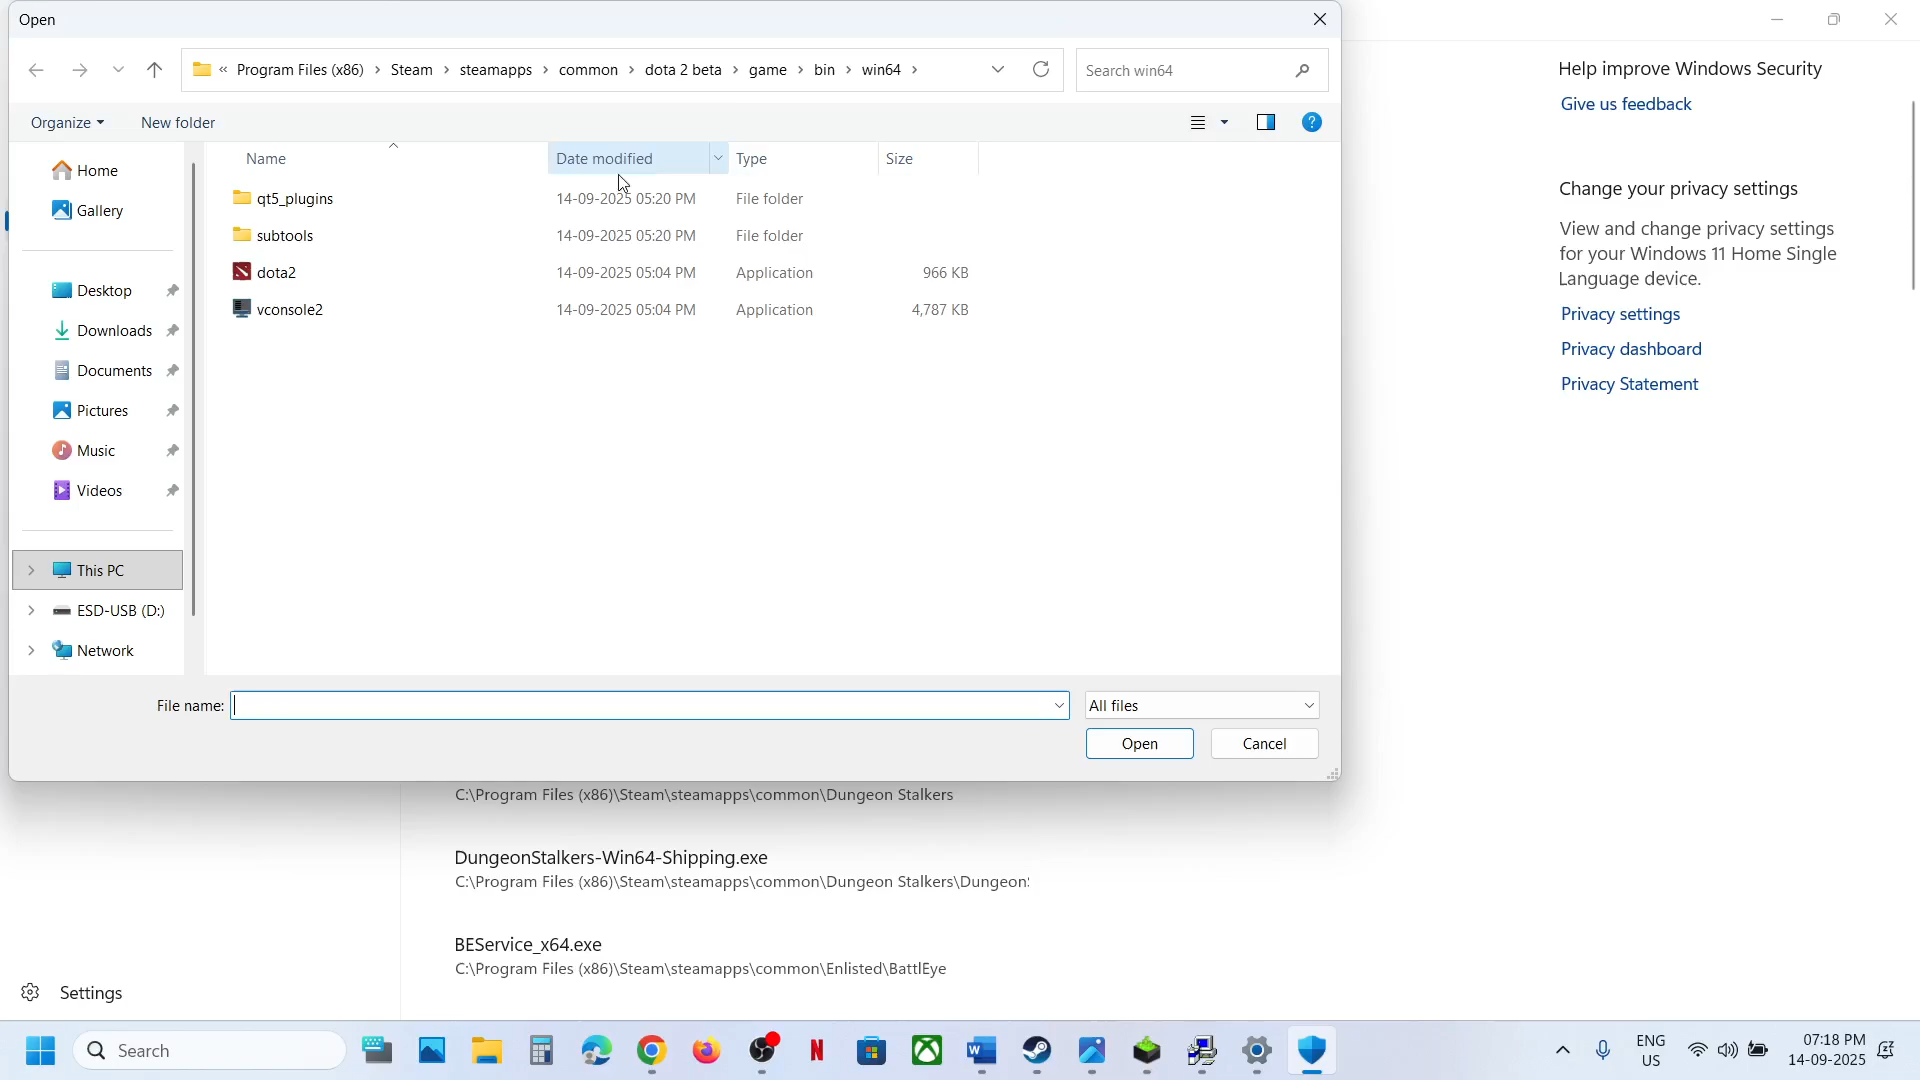 Open
« Program Files (x86) > Steam > steamapps > common > dota 2 beta > game > bin > win64 >
Search win64
Organize
New folder
Home
Gallery
Desktop
Downloads
Documents
Pictures
Music
Videos
This PC
ESD-USB (D:)
Network
Name Date modified Type Size
qt5_plugins 14-09-2025 05:20 PM File folder
subtools 14-09-2025 05:20 PM File folder
dota2 14-09-2025 05:04 PM Application 966 KB
vconsole2 14-09-2025 05:04 PM Application 4,787 KB
File name:
All files
Open
Cancel
Help improve Windows Security
Give us feedback
Change your privacy settings
View and change privacy settings
for your Windows 11 Home Single
Language device.
Privacy settings
Privacy dashboard
Privacy Statement
C:\Program Files (x86)\Steam\steamapps\common\Dungeon Stalkers
DungeonStalkers-Win64-Shipping.exe
C:\Program Files (x86)\Steam\steamapps\common\Dungeon Stalkers\Dungeon
BEService_x64.exe
C:\Program Files (x86)\Steam\steamapps\common\Enlisted\BattlEye
Settings
Search
ENG
US
07:18 PM
14-09-2025